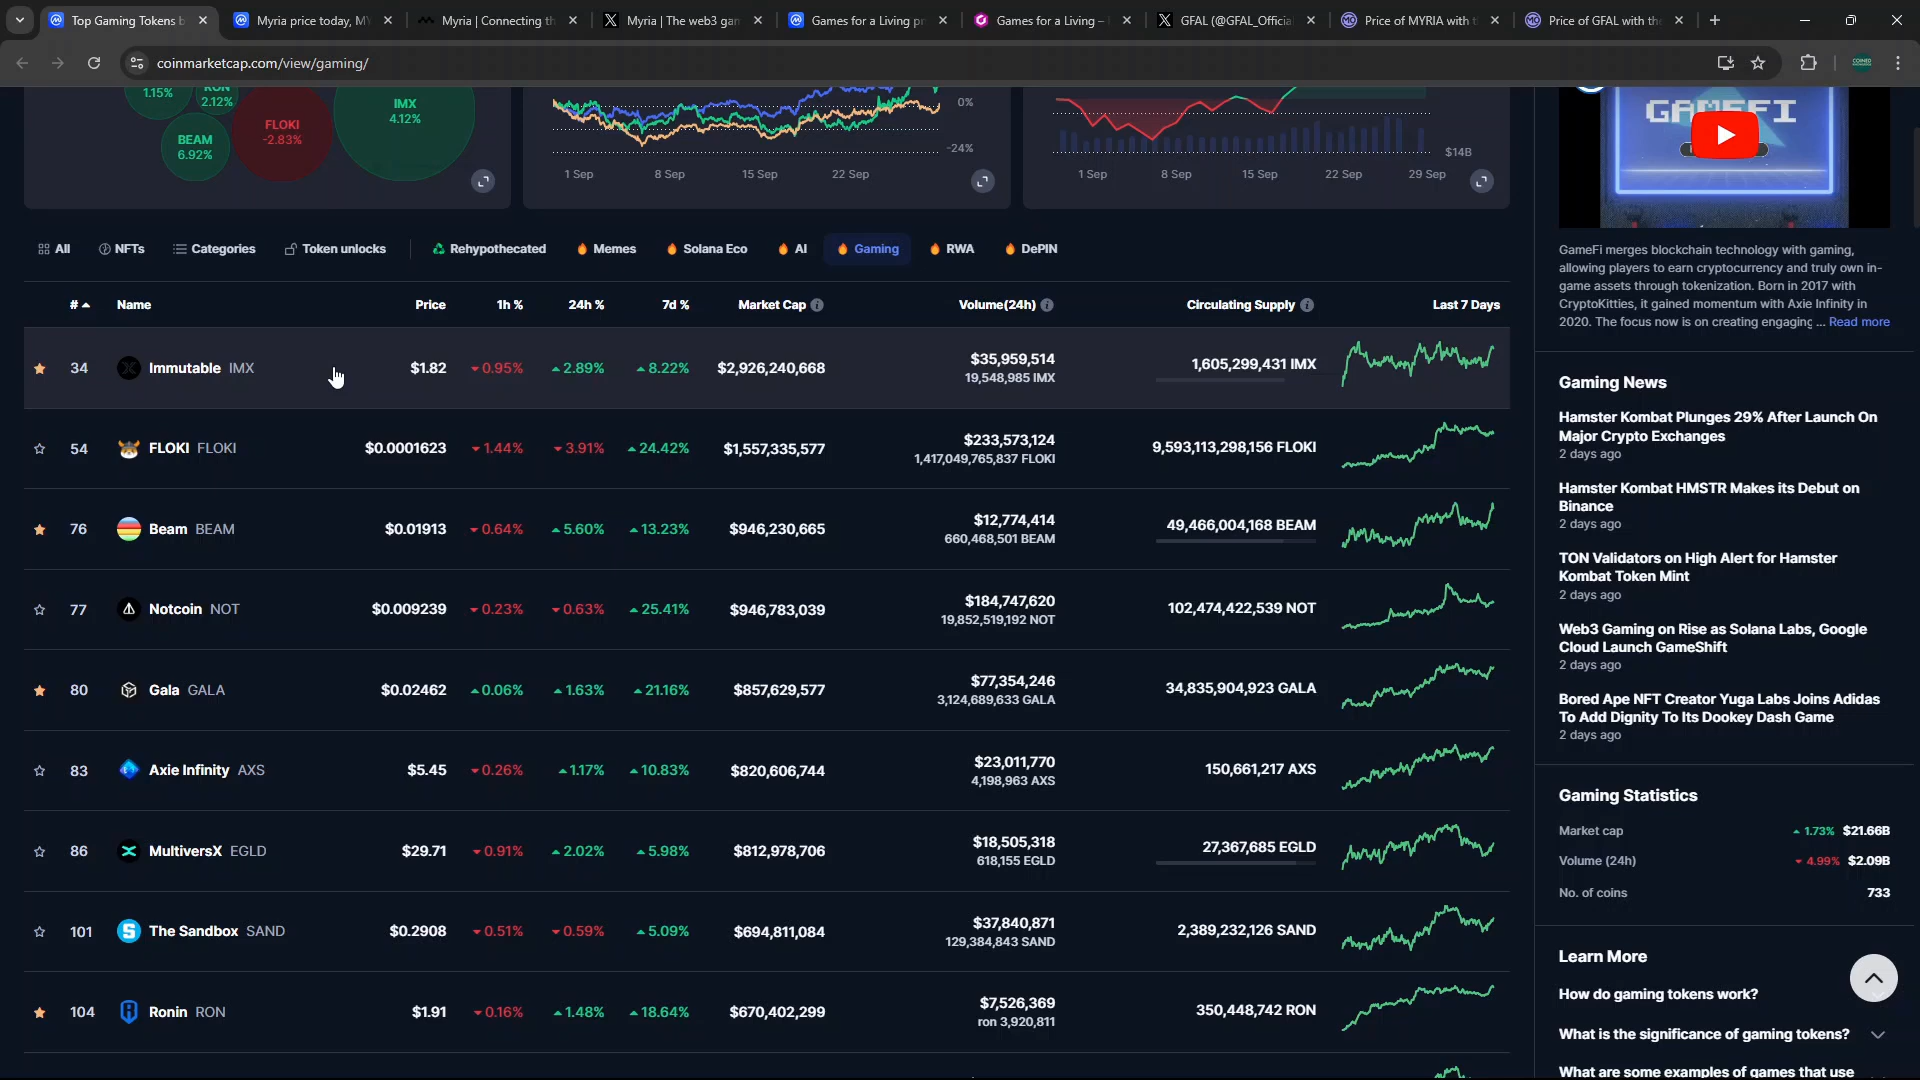 Top Gaming Tokens b
Myria price today, MY
Myria | Connecting th
Myria | The web3 gam
Games for a Living pr
Games for a Living –
GFAL (@GFAL_Officia
Price of MYRIA with t
Price of GFAL with the
coinmarketcap.com/view/gaming/
1.15%
RON
2.12%
BEAM
6.92%
FLOKI
-2.83%
IMX
4.12%
0%
-24%
1 Sep 8 Sep 15 Sep 22 Sep
$14B
1 Sep 8 Sep 15 Sep 22 Sep 29 Sep
GAMEFI
All NFTs Categories Token unlocks Rehypothecated Memes Solana Eco AI Gaming RWA DePIN
# Name Price 1h % 24h % 7d % Market Cap Volume(24h) Circulating Supply Last 7 Days
34 Immutable IMX $1.82 0.95% 2.89% 8.22% $2,926,240,668 $35,959,514 1,605,299,431 IMX
19,548,985 IMX
54 FLOKI FLOKI $0.0001623 1.44% 3.91% 24.42% $1,557,335,577 $233,573,124 9,593,113,298,156 FLOKI
1,417,049,765,837 FLOKI
76 Beam BEAM $0.01913 0.64% 5.60% 13.23% $946,230,665 $12,774,414 49,466,004,168 BEAM
660,468,501 BEAM
77 Notcoin NOT $0.009239 0.23% 0.63% 25.41% $946,783,039 $184,747,620 102,474,422,539 NOT
19,852,519,192 NOT
80 Gala GALA $0.02462 0.06% 1.63% 21.16% $857,629,577 $77,354,246 34,835,904,923 GALA
3,124,689,633 GALA
83 Axie Infinity AXS $5.45 0.26% 1.17% 10.83% $820,606,744 $23,011,770 150,661,217 AXS
4,198,963 AXS
86 MultiversX EGLD $29.71 0.91% 2.02% 5.98% $812,978,706 $18,505,318 27,367,685 EGLD
618,155 EGLD
101 The Sandbox SAND $0.2908 0.51% 0.59% 5.09% $694,811,084 $37,840,871 2,389,232,126 SAND
129,384,843 SAND
104 Ronin RON $1.91 0.16% 1.48% 18.64% $670,402,299 $7,526,369 350,448,742 RON
ron 3,920,811
GameFi merges blockchain technology with gaming,
allowing players to earn cryptocurrency and truly own in-
game assets through tokenization. Born in 2017 with
CryptoKitties, it gained momentum with Axie Infinity in
2020. The focus now is on creating engaging ... Read more
Gaming News
Hamster Kombat Plunges 29% After Launch On
Major Crypto Exchanges
2 days ago
Hamster Kombat HMSTR Makes its Debut on
Binance
2 days ago
TON Validators on High Alert for Hamster
Kombat Token Mint
2 days ago
Web3 Gaming on Rise as Solana Labs, Google
Cloud Launch GameShift
2 days ago
Bored Ape NFT Creator Yuga Labs Joins Adidas
To Add Dignity To Its Dookey Dash Game
2 days ago
Gaming Statistics
Market cap 1.73% $21.66B
Volume (24h) 4.99% $2.09B
No. of coins 733
Learn More
How do gaming tokens work?
What is the significance of gaming tokens?
What are some examples of games that use